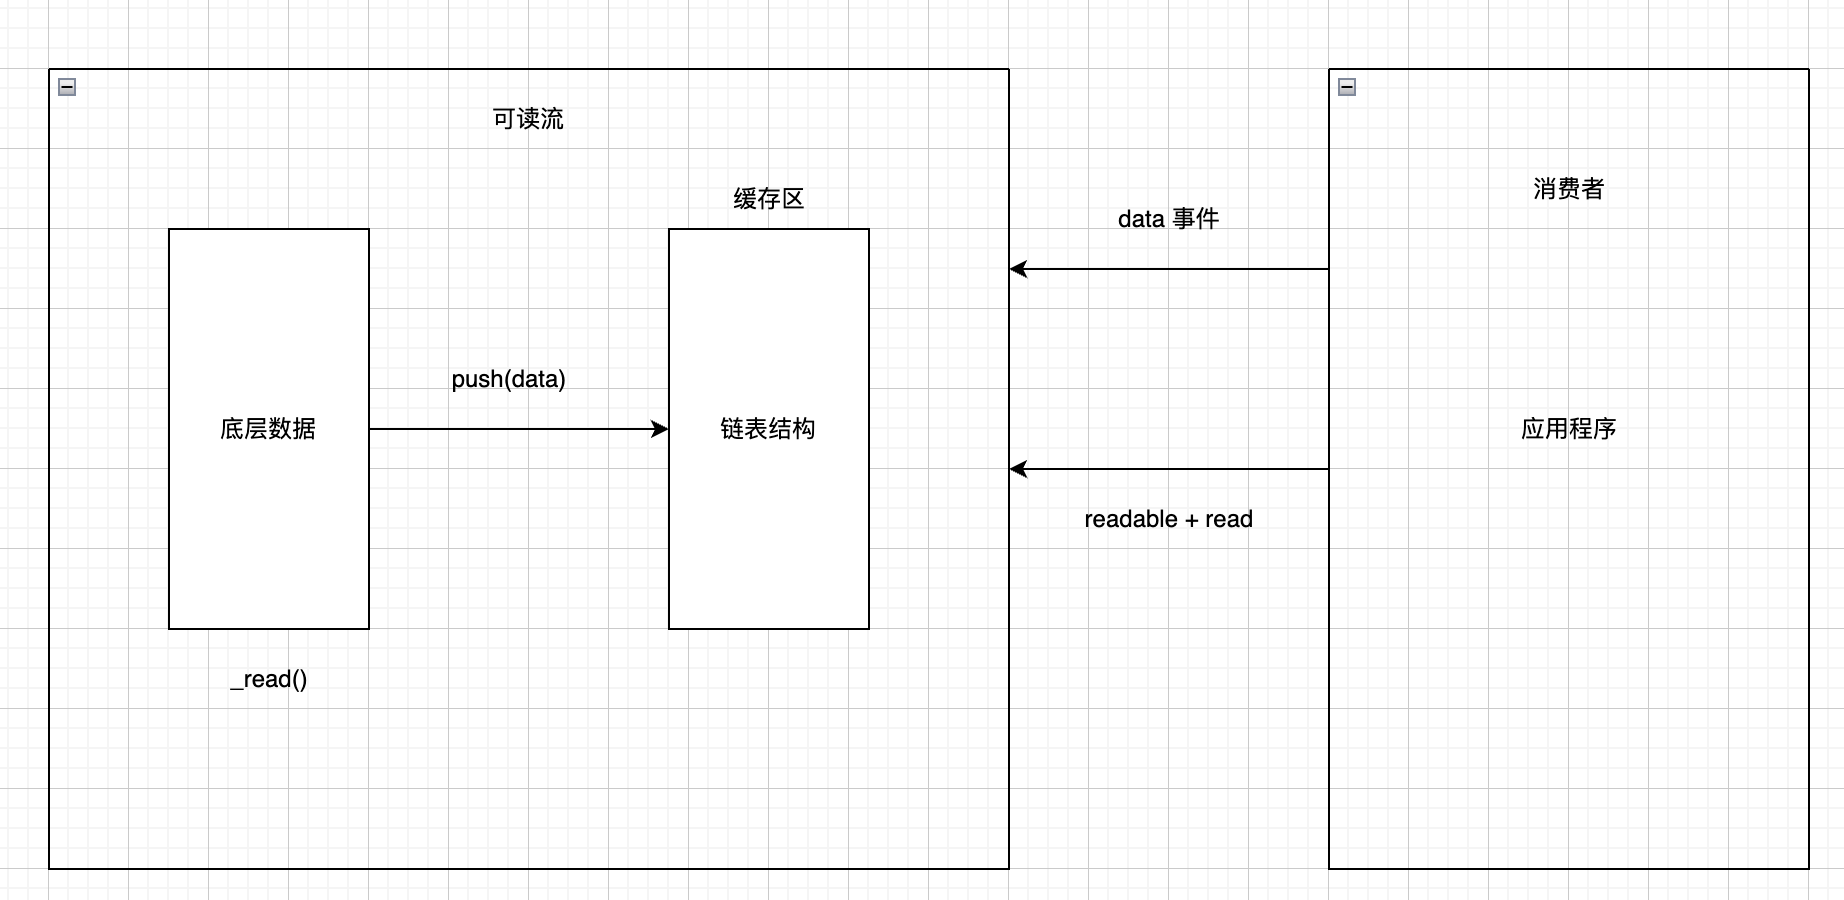 可读流
缓存区
底层数据
push(data)
链表结构
_read()
data 事件
readable + read
消费者
应用程序